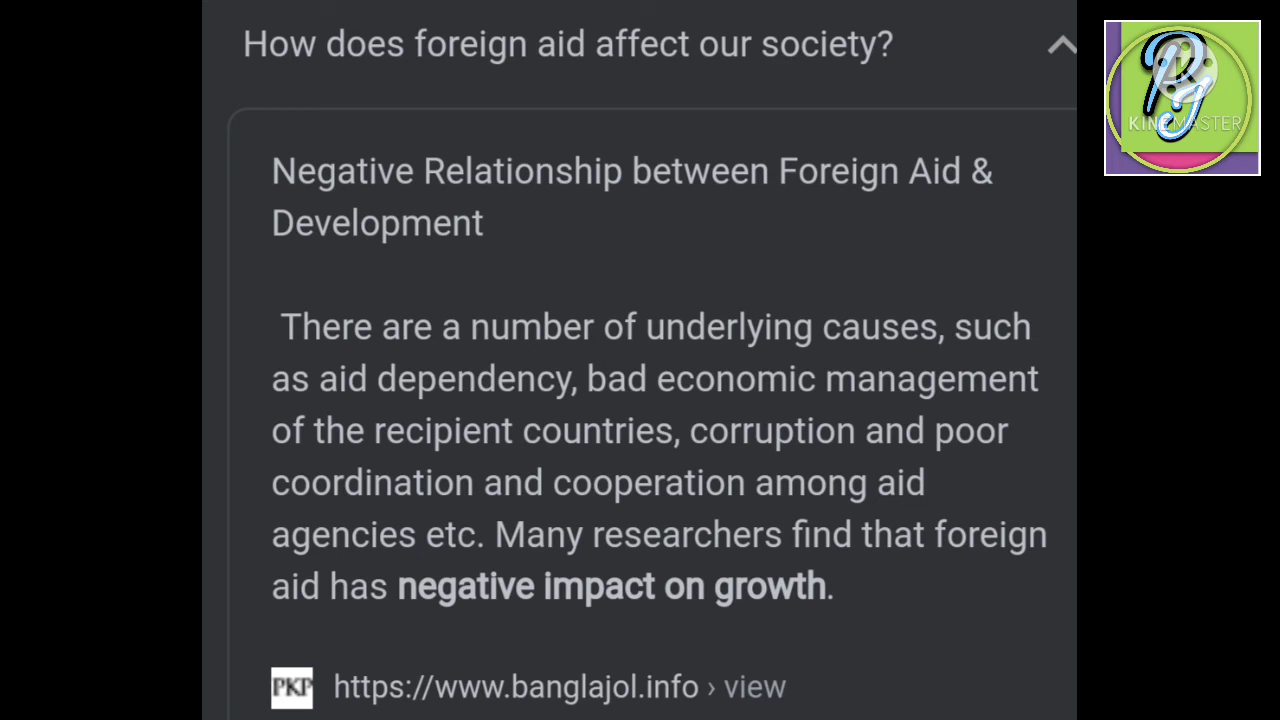 How does foreign aid affect our society?
Negative Relationship between Foreign Aid &
Development
There are a number of underlying causes, such
as aid dependency, bad economic management
of the recipient countries, corruption and poor
coordination and cooperation among aid
agencies etc. Many researchers find that foreign
aid has negative impact on growth.
PKP https://www.banglajol.info › view
KINEMASTER